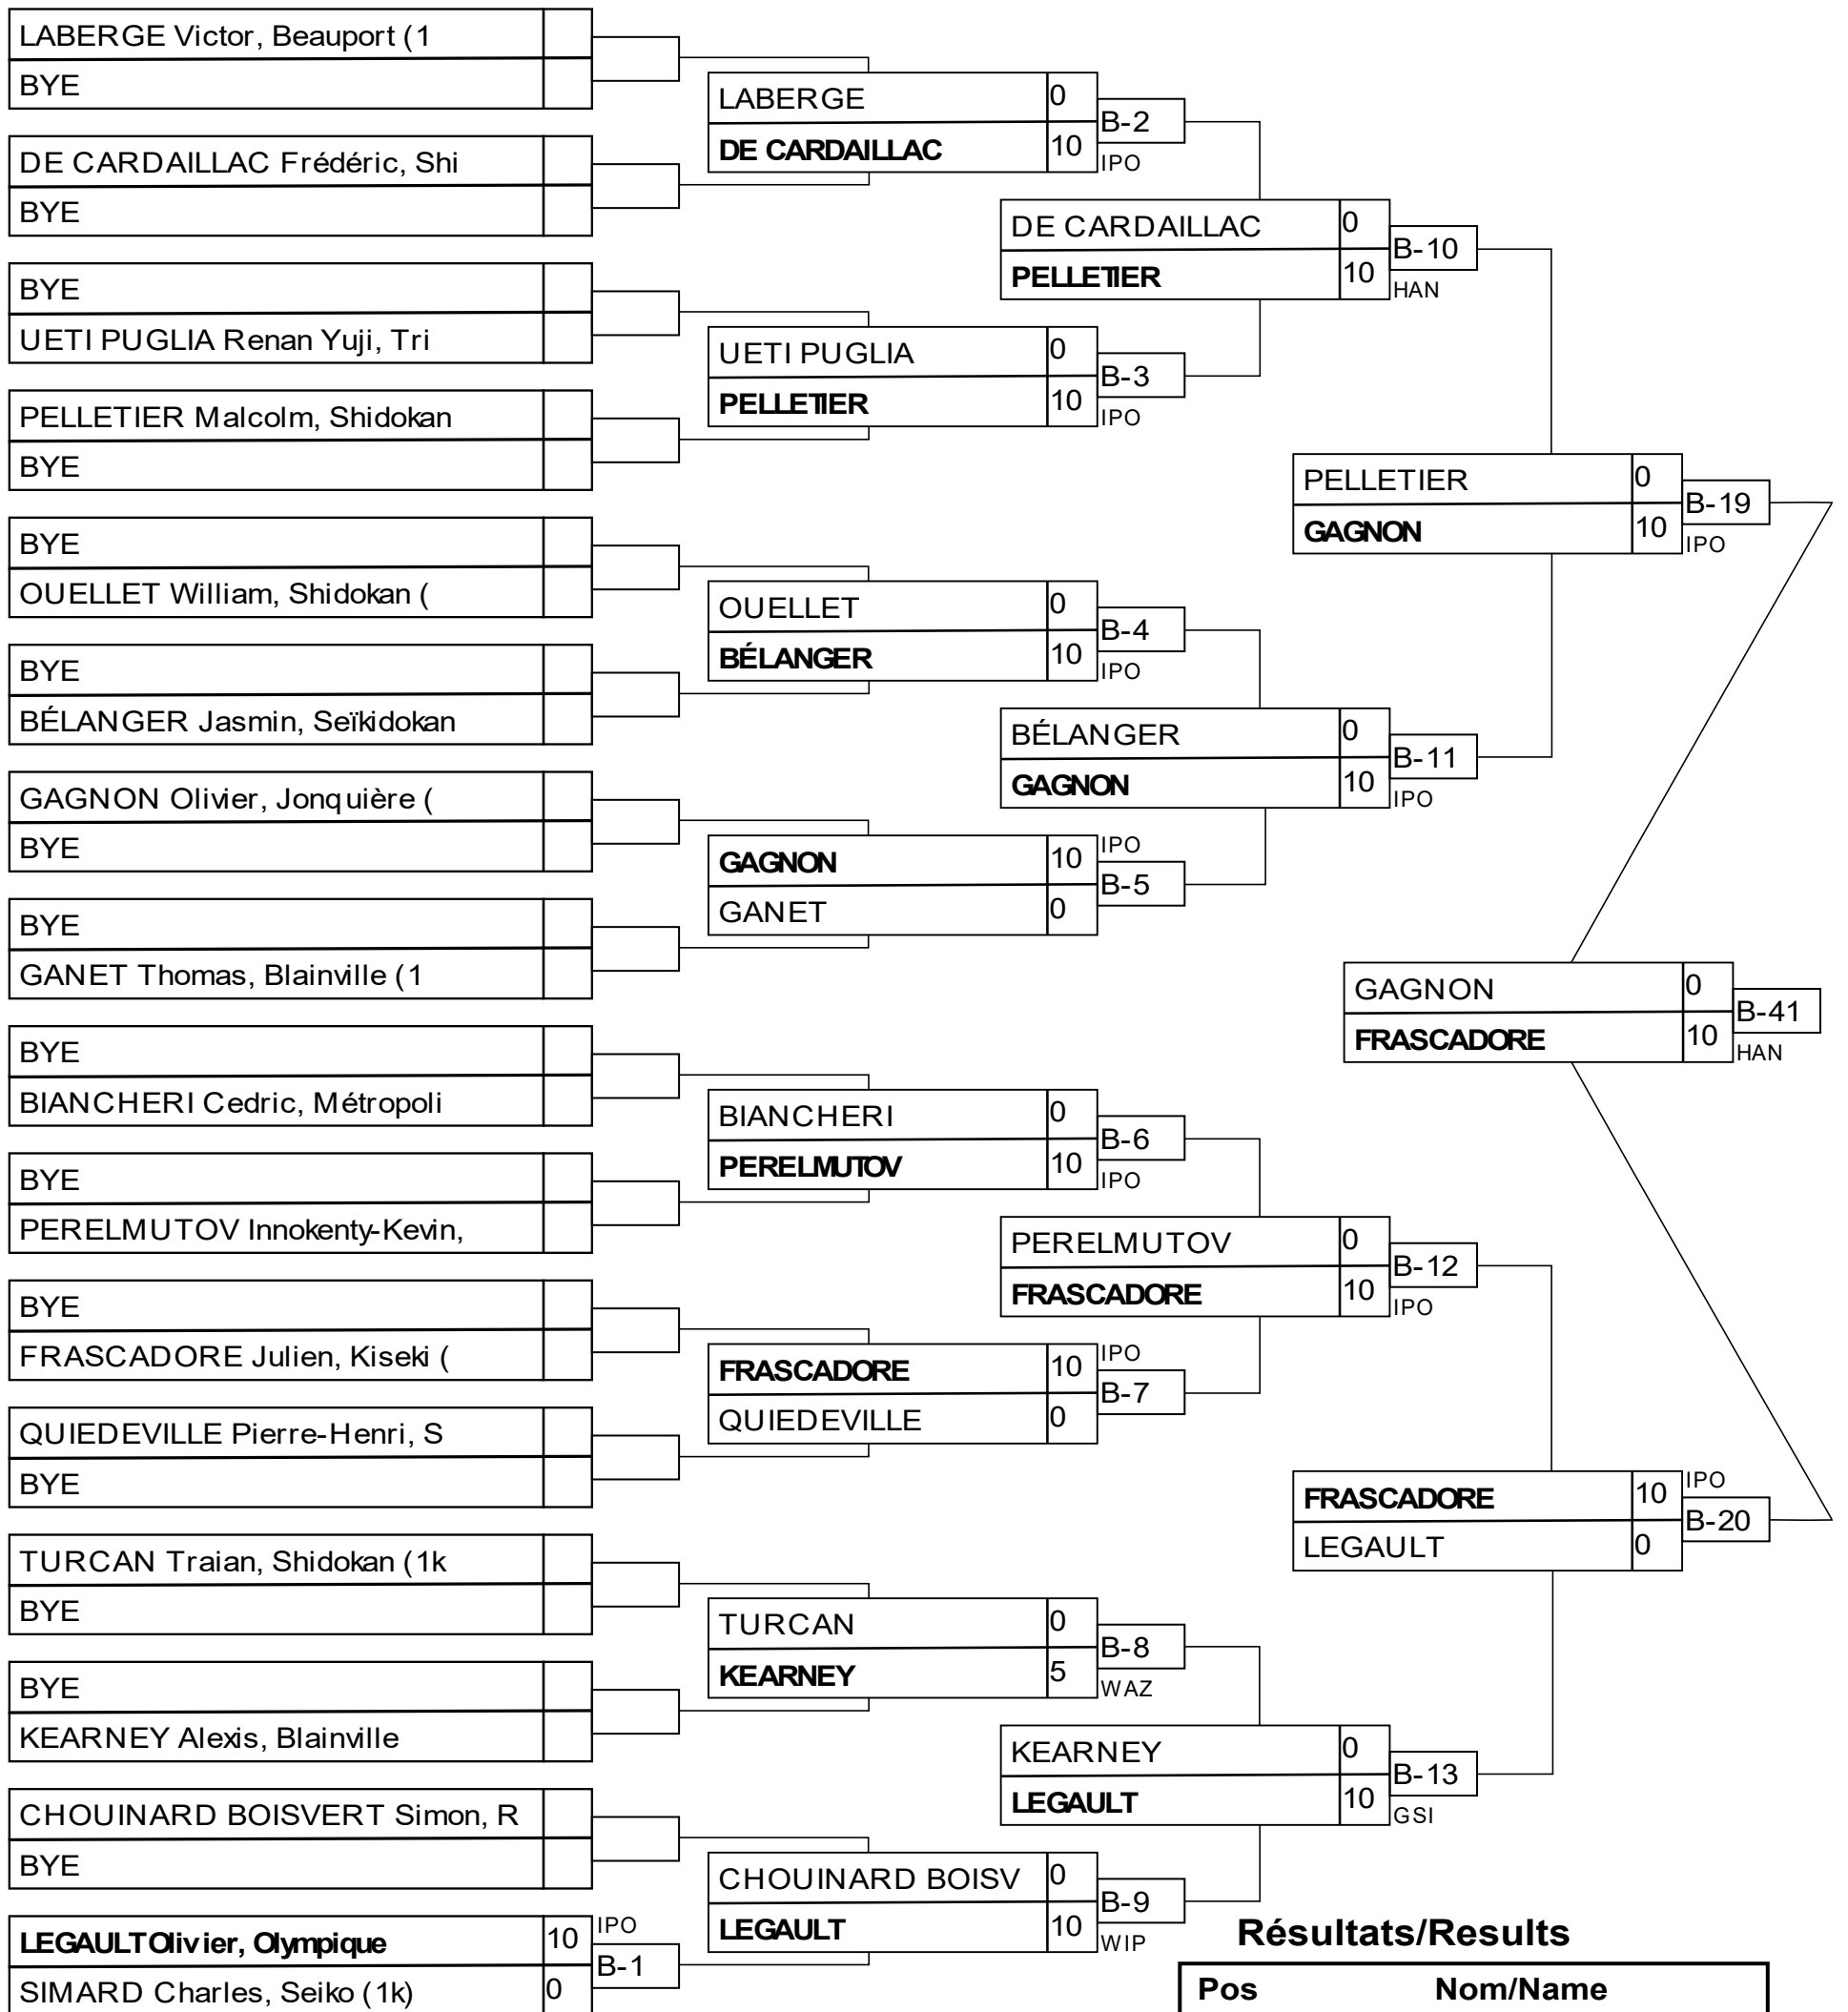 LABERGE Victor, Beauport (1
BYE
DE CARDAILLAC Frédéric, Shi
BYE
BYE
UETI PUGLIA Renan Yuji, Tri
PELLETIER Malcolm, Shidokan
BYE
BYE
OUELLET William, Shidokan (
BYE
BÉLANGER Jasmin, Seïkidokan
GAGNON Olivier, Jonquière (
BYE
BYE
GANET Thomas, Blainville (1
BYE
BIANCHERI Cedric, Métropoli
BYE
PERELMUTOV Innokenty-Kevin,
BYE
FRASCADORE Julien, Kiseki (
QUIEDEVILLE Pierre-Henri, S
BYE
TURCAN Traian, Shidokan (1k
BYE
BYE
KEARNEY Alexis, Blainville
CHOUINARD BOISVERT Simon, R
BYE
LEGAULT Olivier, Olympique 10 IPO
B-1
SIMARD Charles, Seiko (1k) 0
LABERGE 0
B-2
DE CARDAILLAC 10 IPO
UETI PUGLIA 0
B-3
PELLETIER 10 IPO
OUELLET 0
B-4
BÉLANGER 10 IPO
GAGNON 10 IPO
B-5
GANET 0
BIANCHERI 0
B-6
PERELMUTOV 10 IPO
FRASCADORE 10 IPO
B-7
QUIEDEVILLE 0
TURCAN 0
B-8
KEARNEY 5 WAZ
CHOUINARD BOISV 0
B-9
LEGAULT 10 WIP
DE CARDAILLAC 0
B-10
PELLETIER 10 HAN
BÉLANGER 0
B-11
GAGNON 10 IPO
PERELMUTOV 0
B-12
FRASCADORE 10 IPO
KEARNEY 0
B-13
LEGAULT 10 GSI
PELLETIER 0
B-19
GAGNON 10 IPO
FRASCADORE 10 IPO
B-20
LEGAULT 0
GAGNON 0
B-41
FRASCADORE 10 HAN
Résultats/Results
Pos Nom/Name